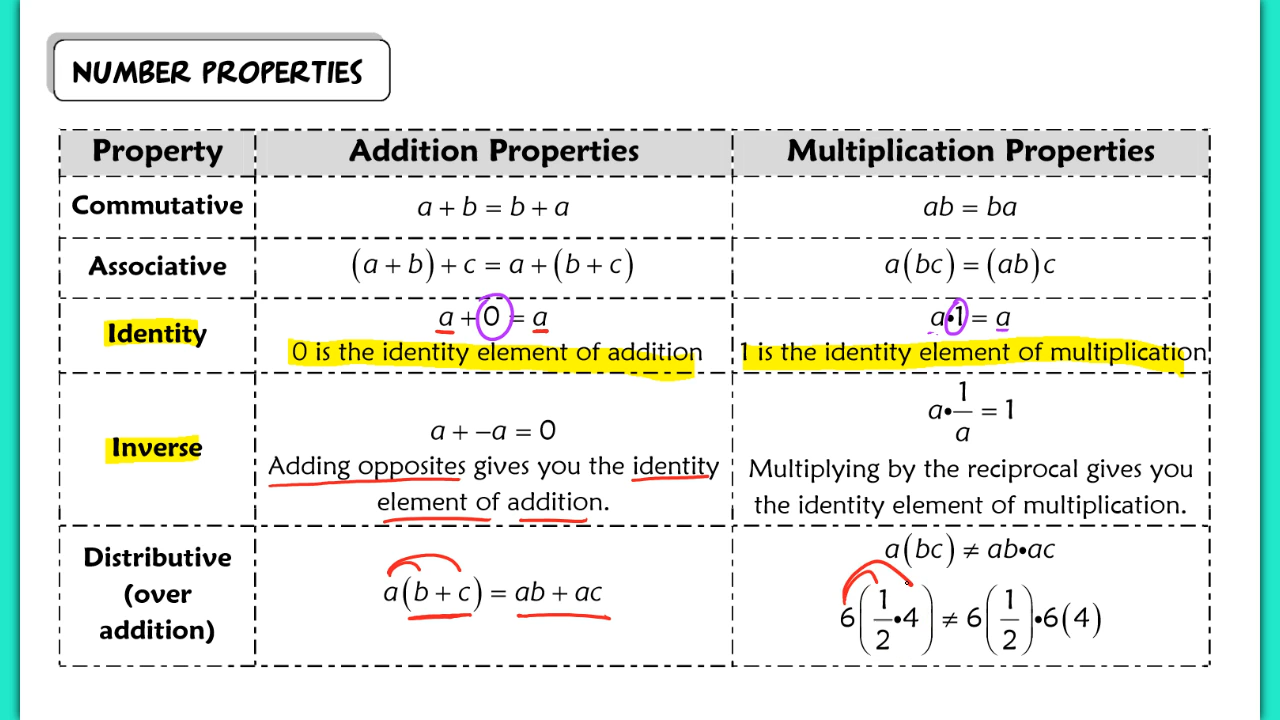 NUMBER PROPERTIES
Property Addition Properties Multiplication Properties
Commutative a + b = b + a ab = ba
Associative (a + b) + c = a + (b + c) a(bc) = (ab)c
Identity
a + 0 = a
0 is the identity element of addition
a•1 = a
1 is the identity element of multiplication
Inverse
a + −a = 0
Adding opposites gives you the identity
element of addition.
a•1/a = 1
Multiplying by the reciprocal gives you
the identity element of multiplication.
Distributive
(over
addition)
a(b + c) = ab + ac
a(bc) ≠ ab•ac
6(1/2•4) ≠ 6(1/2)•6(4)